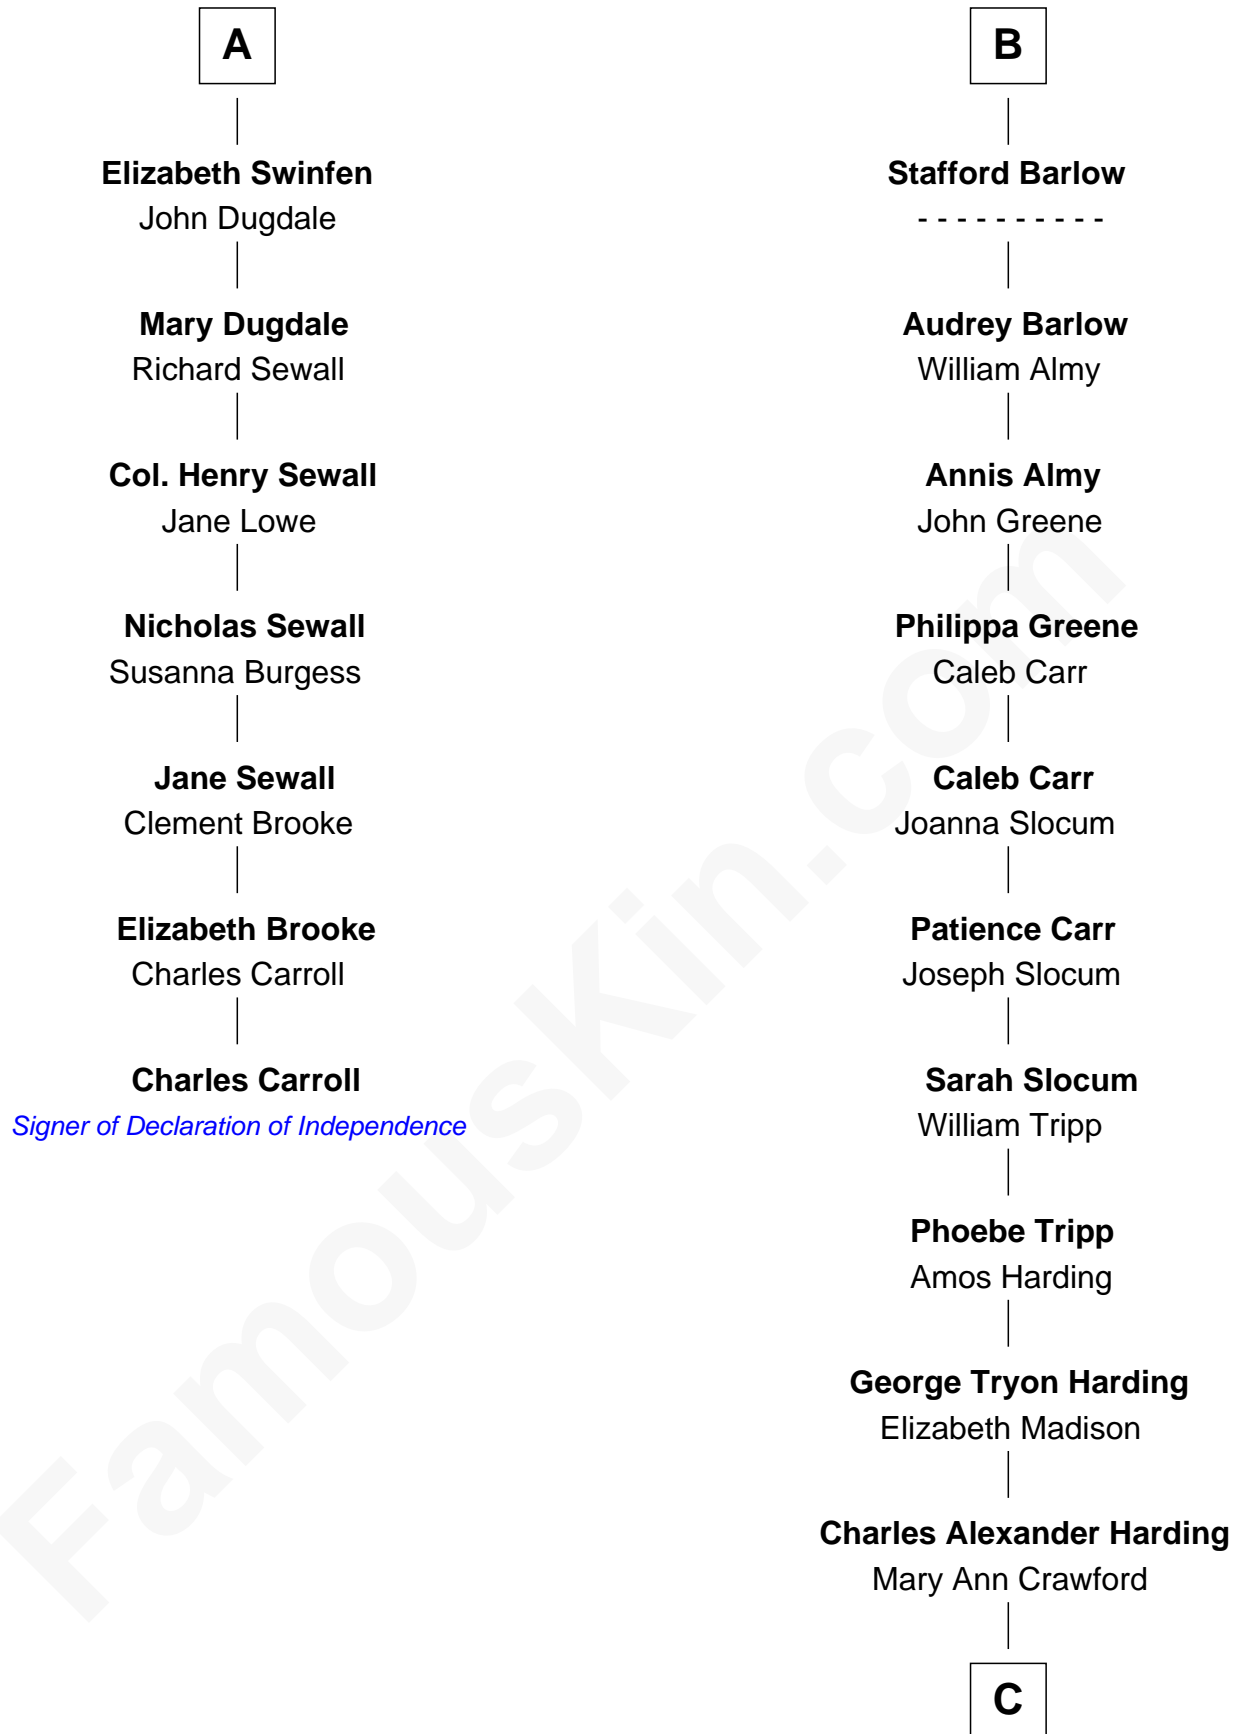 A
Elizabeth Swinfen
John Dugdale
Mary Dugdale
Richard Sewall
Col. Henry Sewall
Jane Lowe
Nicholas Sewall
Susanna Burgess
Jane Sewall
Clement Brooke
Elizabeth Brooke
Charles Carroll
Charles Carroll
Signer of Declaration of Independence
B
Stafford Barlow
- - - - - - - - - -
Audrey Barlow
William Almy
Annis Almy
John Greene
Philippa Greene
Caleb Carr
Caleb Carr
Joanna Slocum
Patience Carr
Joseph Slocum
Sarah Slocum
William Tripp
Phoebe Tripp
Amos Harding
George Tryon Harding
Elizabeth Madison
Charles Alexander Harding
Mary Ann Crawford
C
FamousKin.com